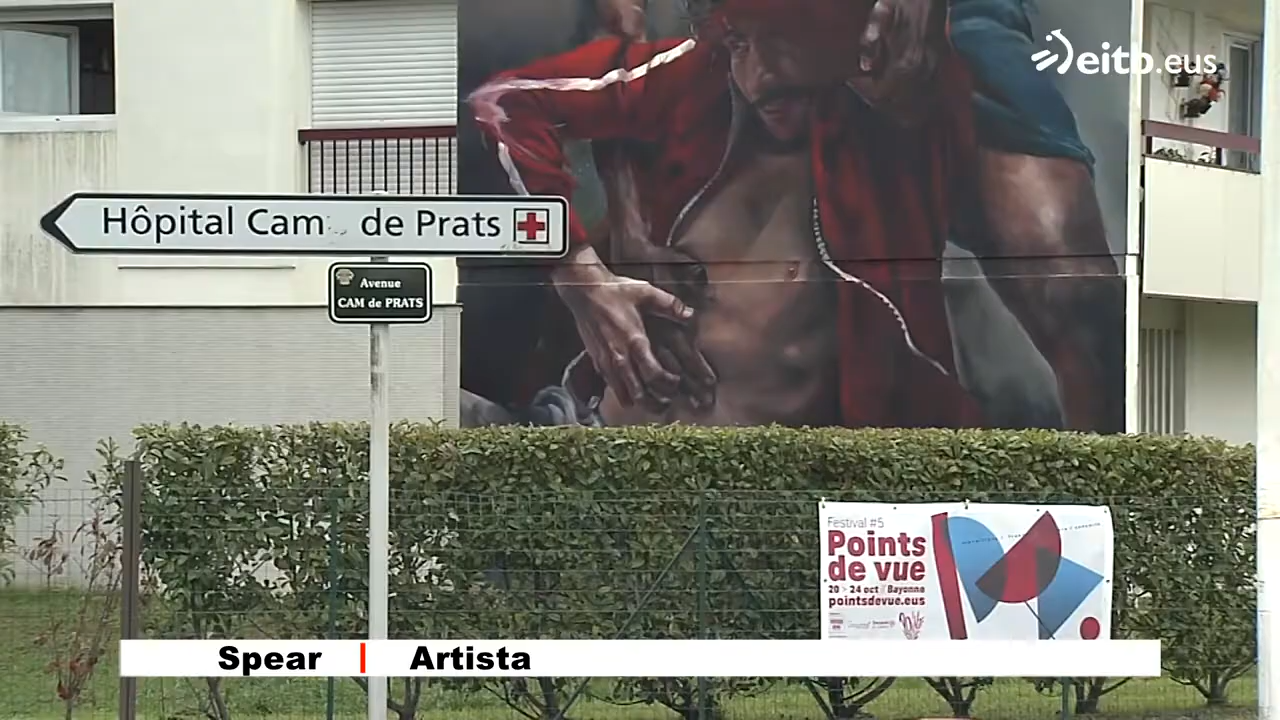 eitb.eus
Hôpital Cam de Prats
Avenue
CAM de PRATS
Festival #5
Points
de vue
20 > 24 oct // Bayonne
pointsdevue.eus
Spear | Artista